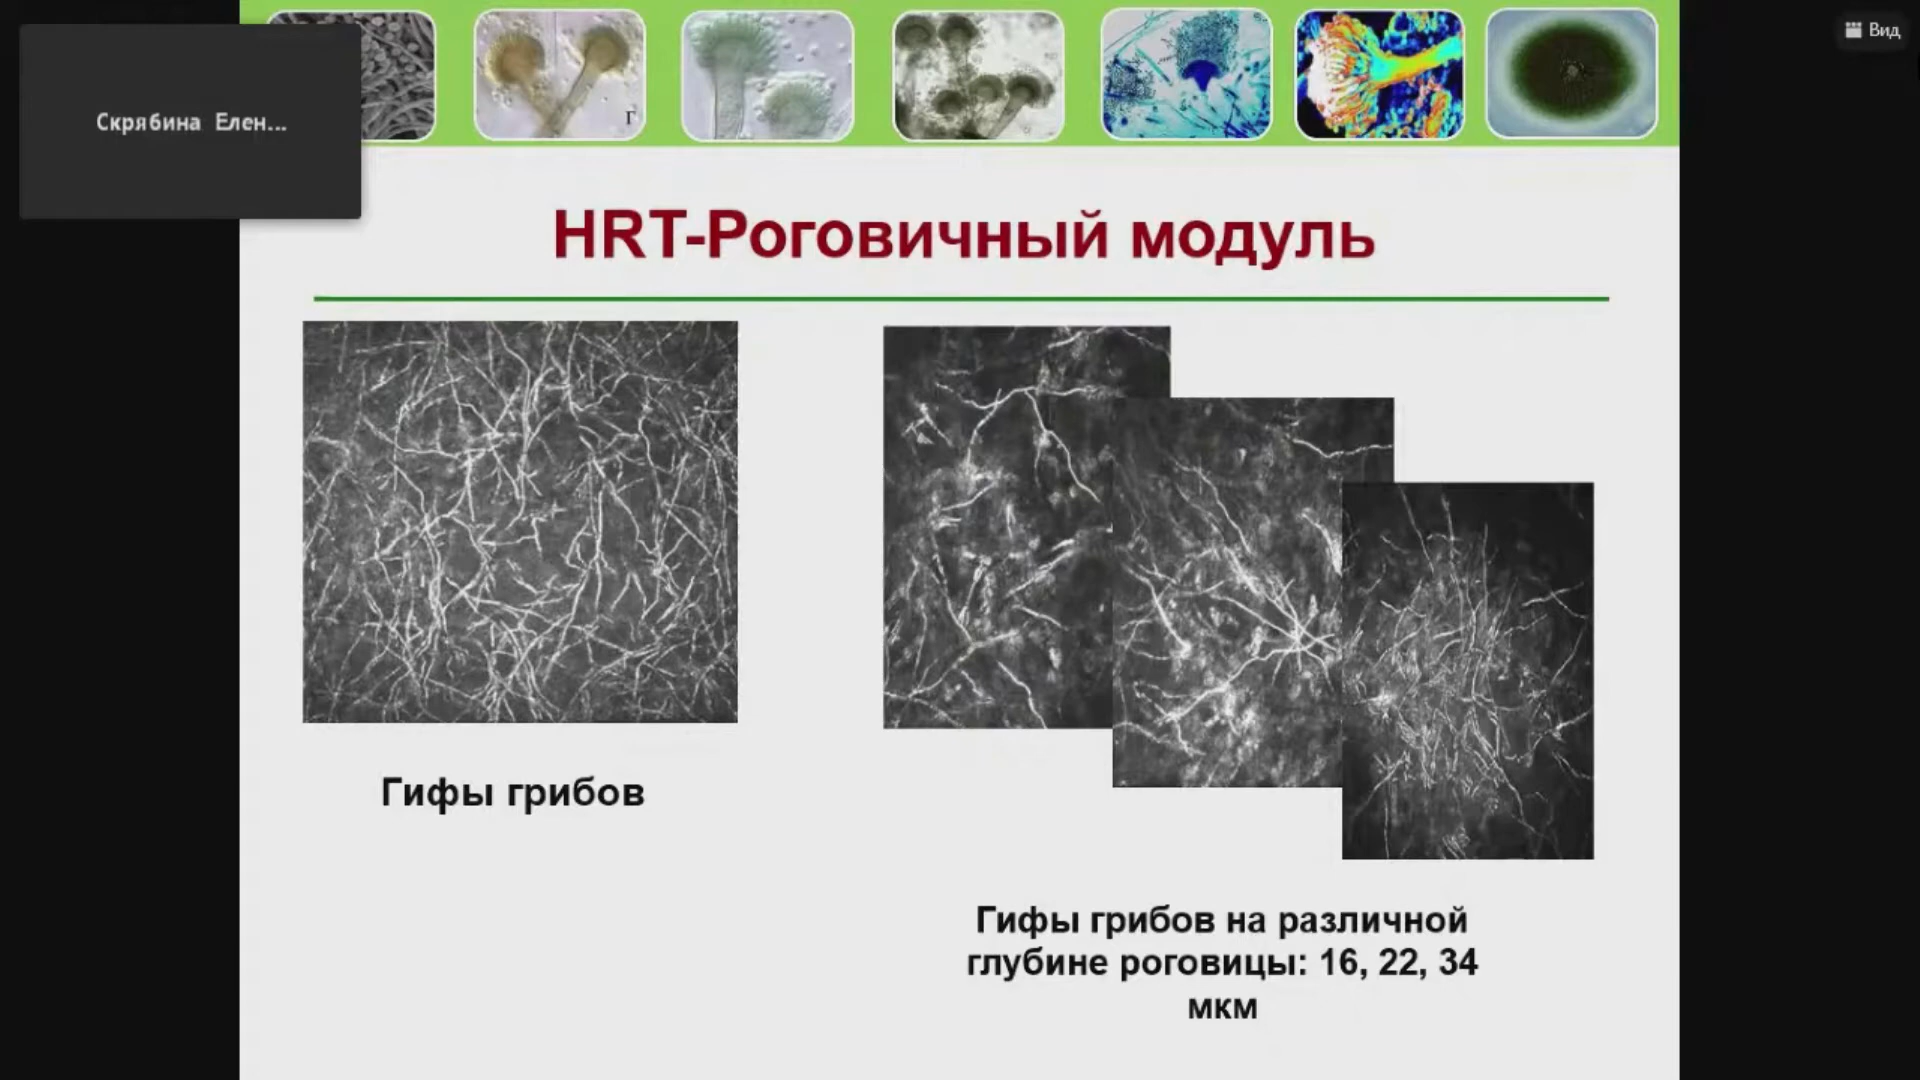 Вид
Скрябина Елен...
Г
HRT-Роговичный модуль
Гифы грибов
Гифы грибов на различной
глубине роговицы: 16, 22, 34
мкм